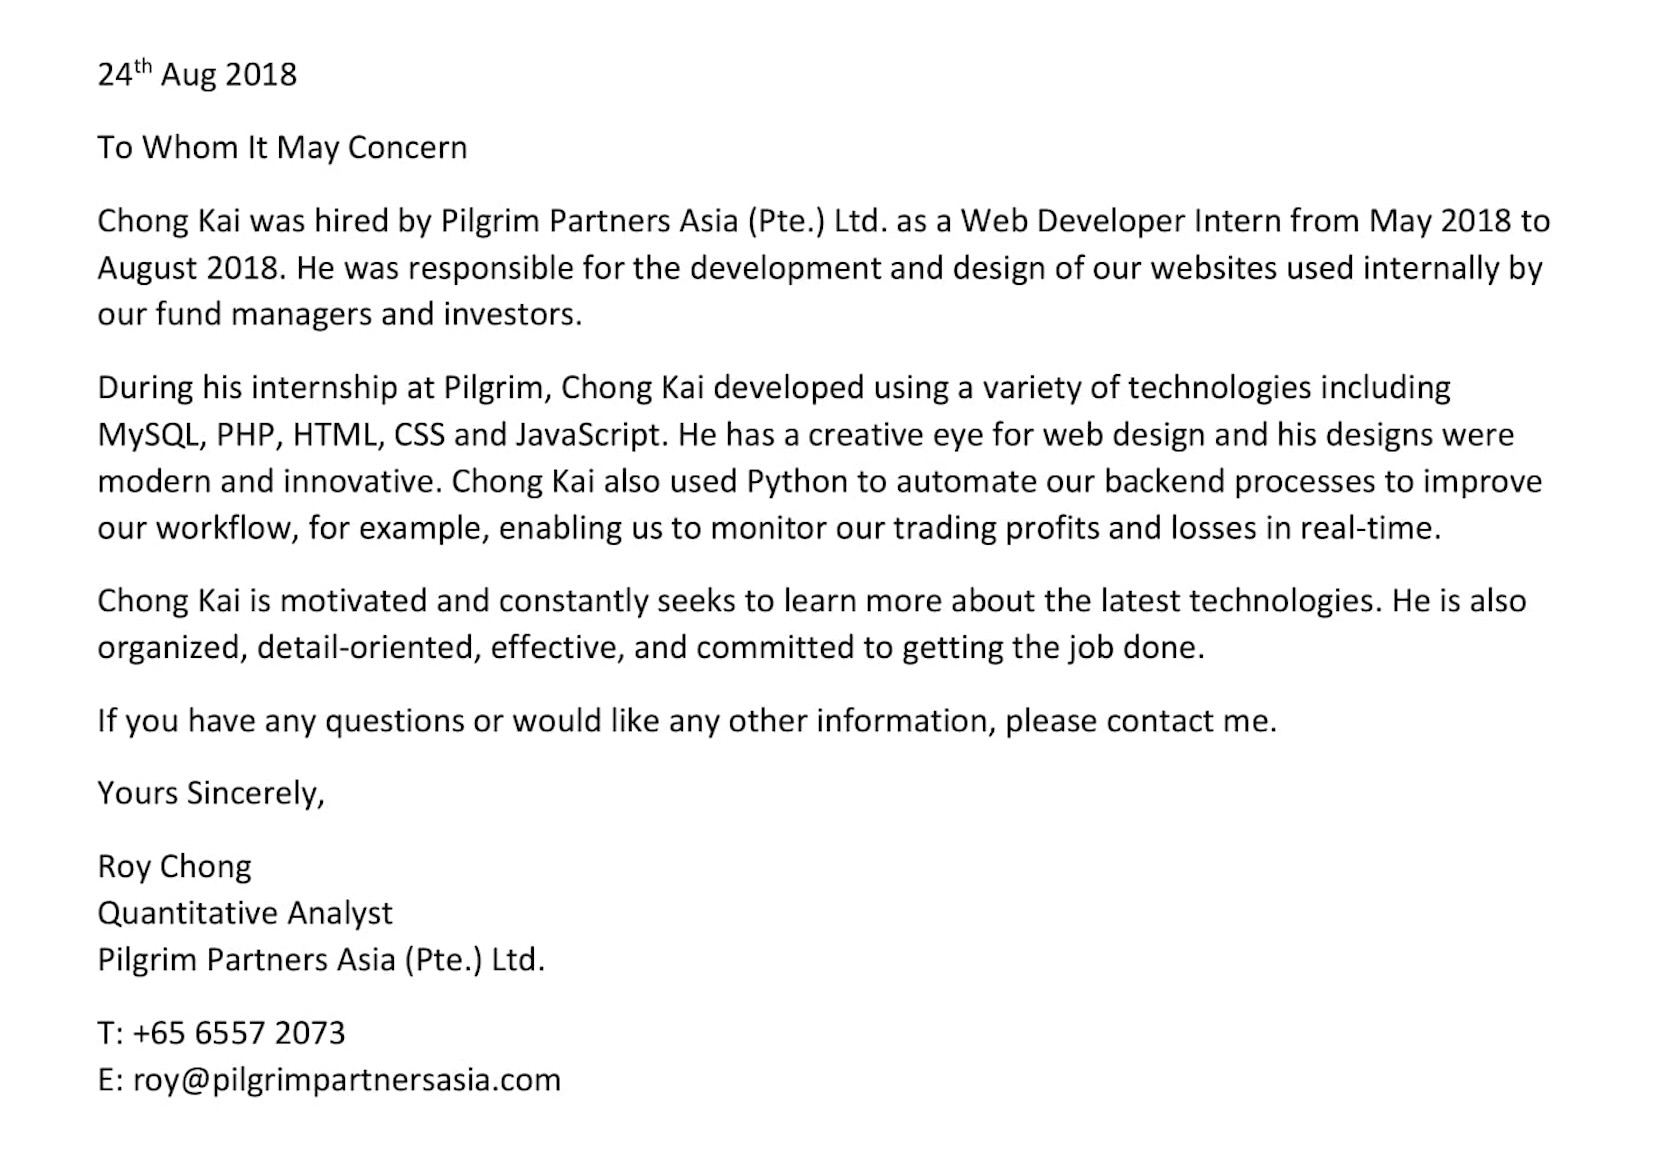 24th Aug 2018
To Whom It May Concern
Chong Kai was hired by Pilgrim Partners Asia (Pte.) Ltd. as a Web Developer Intern from May 2018 to
August 2018. He was responsible for the development and design of our websites used internally by
our fund managers and investors.
During his internship at Pilgrim, Chong Kai developed using a variety of technologies including
MySQL, PHP, HTML, CSS and JavaScript. He has a creative eye for web design and his designs were
modern and innovative. Chong Kai also used Python to automate our backend processes to improve
our workflow, for example, enabling us to monitor our trading profits and losses in real-time.
Chong Kai is motivated and constantly seeks to learn more about the latest technologies. He is also
organized, detail-oriented, effective, and committed to getting the job done.
If you have any questions or would like any other information, please contact me.
Yours Sincerely,
Roy Chong
Quantitative Analyst
Pilgrim Partners Asia (Pte.) Ltd.
T: +65 6557 2073
E: roy@pilgrimpartnersasia.com